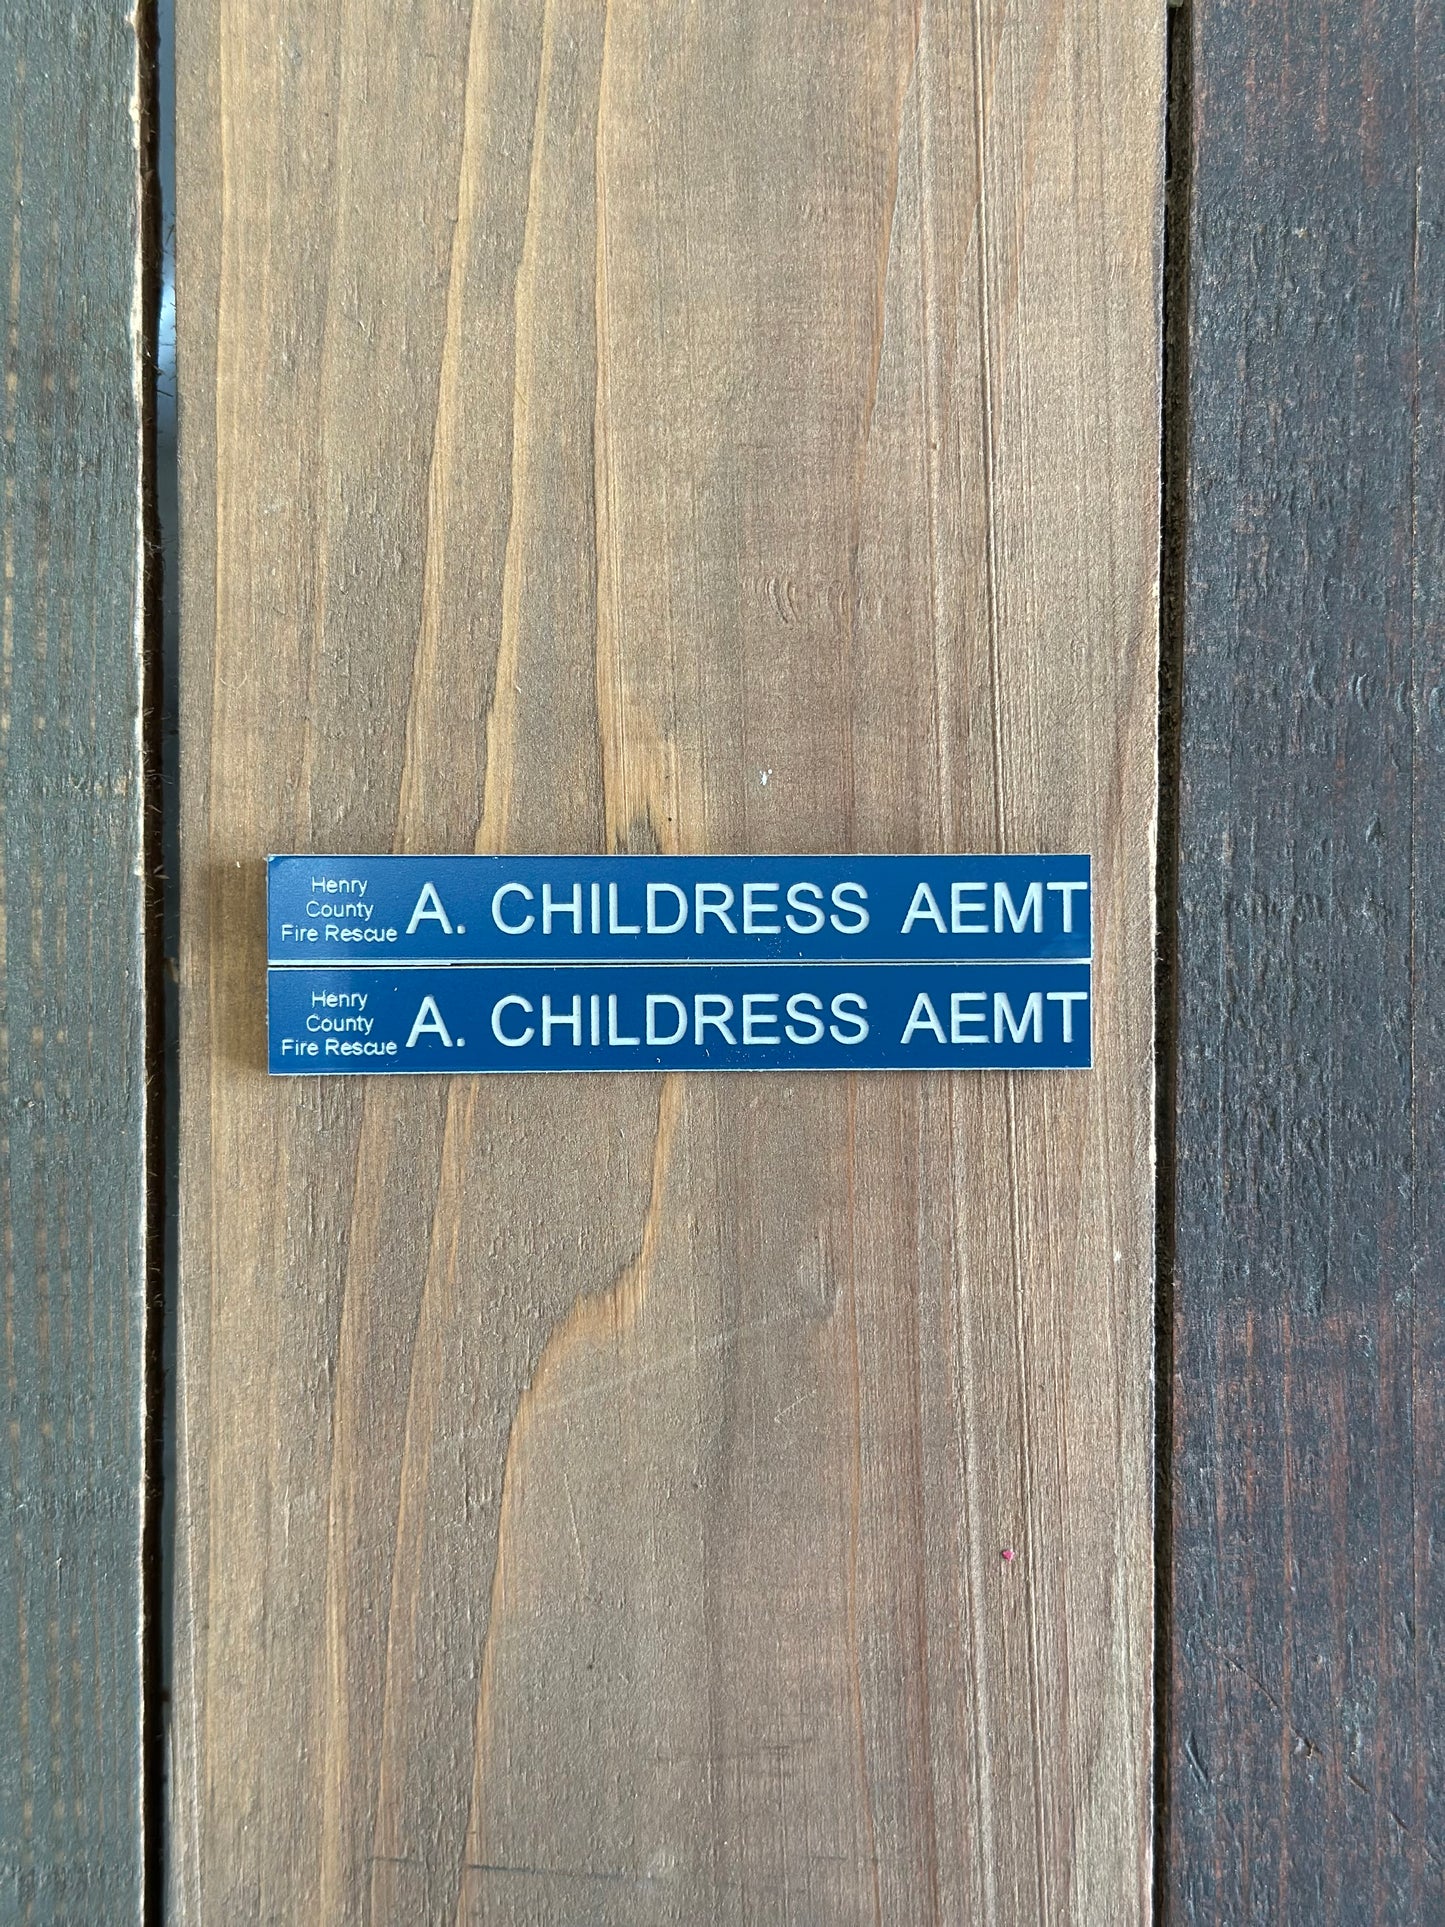 Henry
County
Fire Rescue
A. CHILDRESS AEMT
Henry
County
Fire Rescue
A. CHILDRESS AEMT